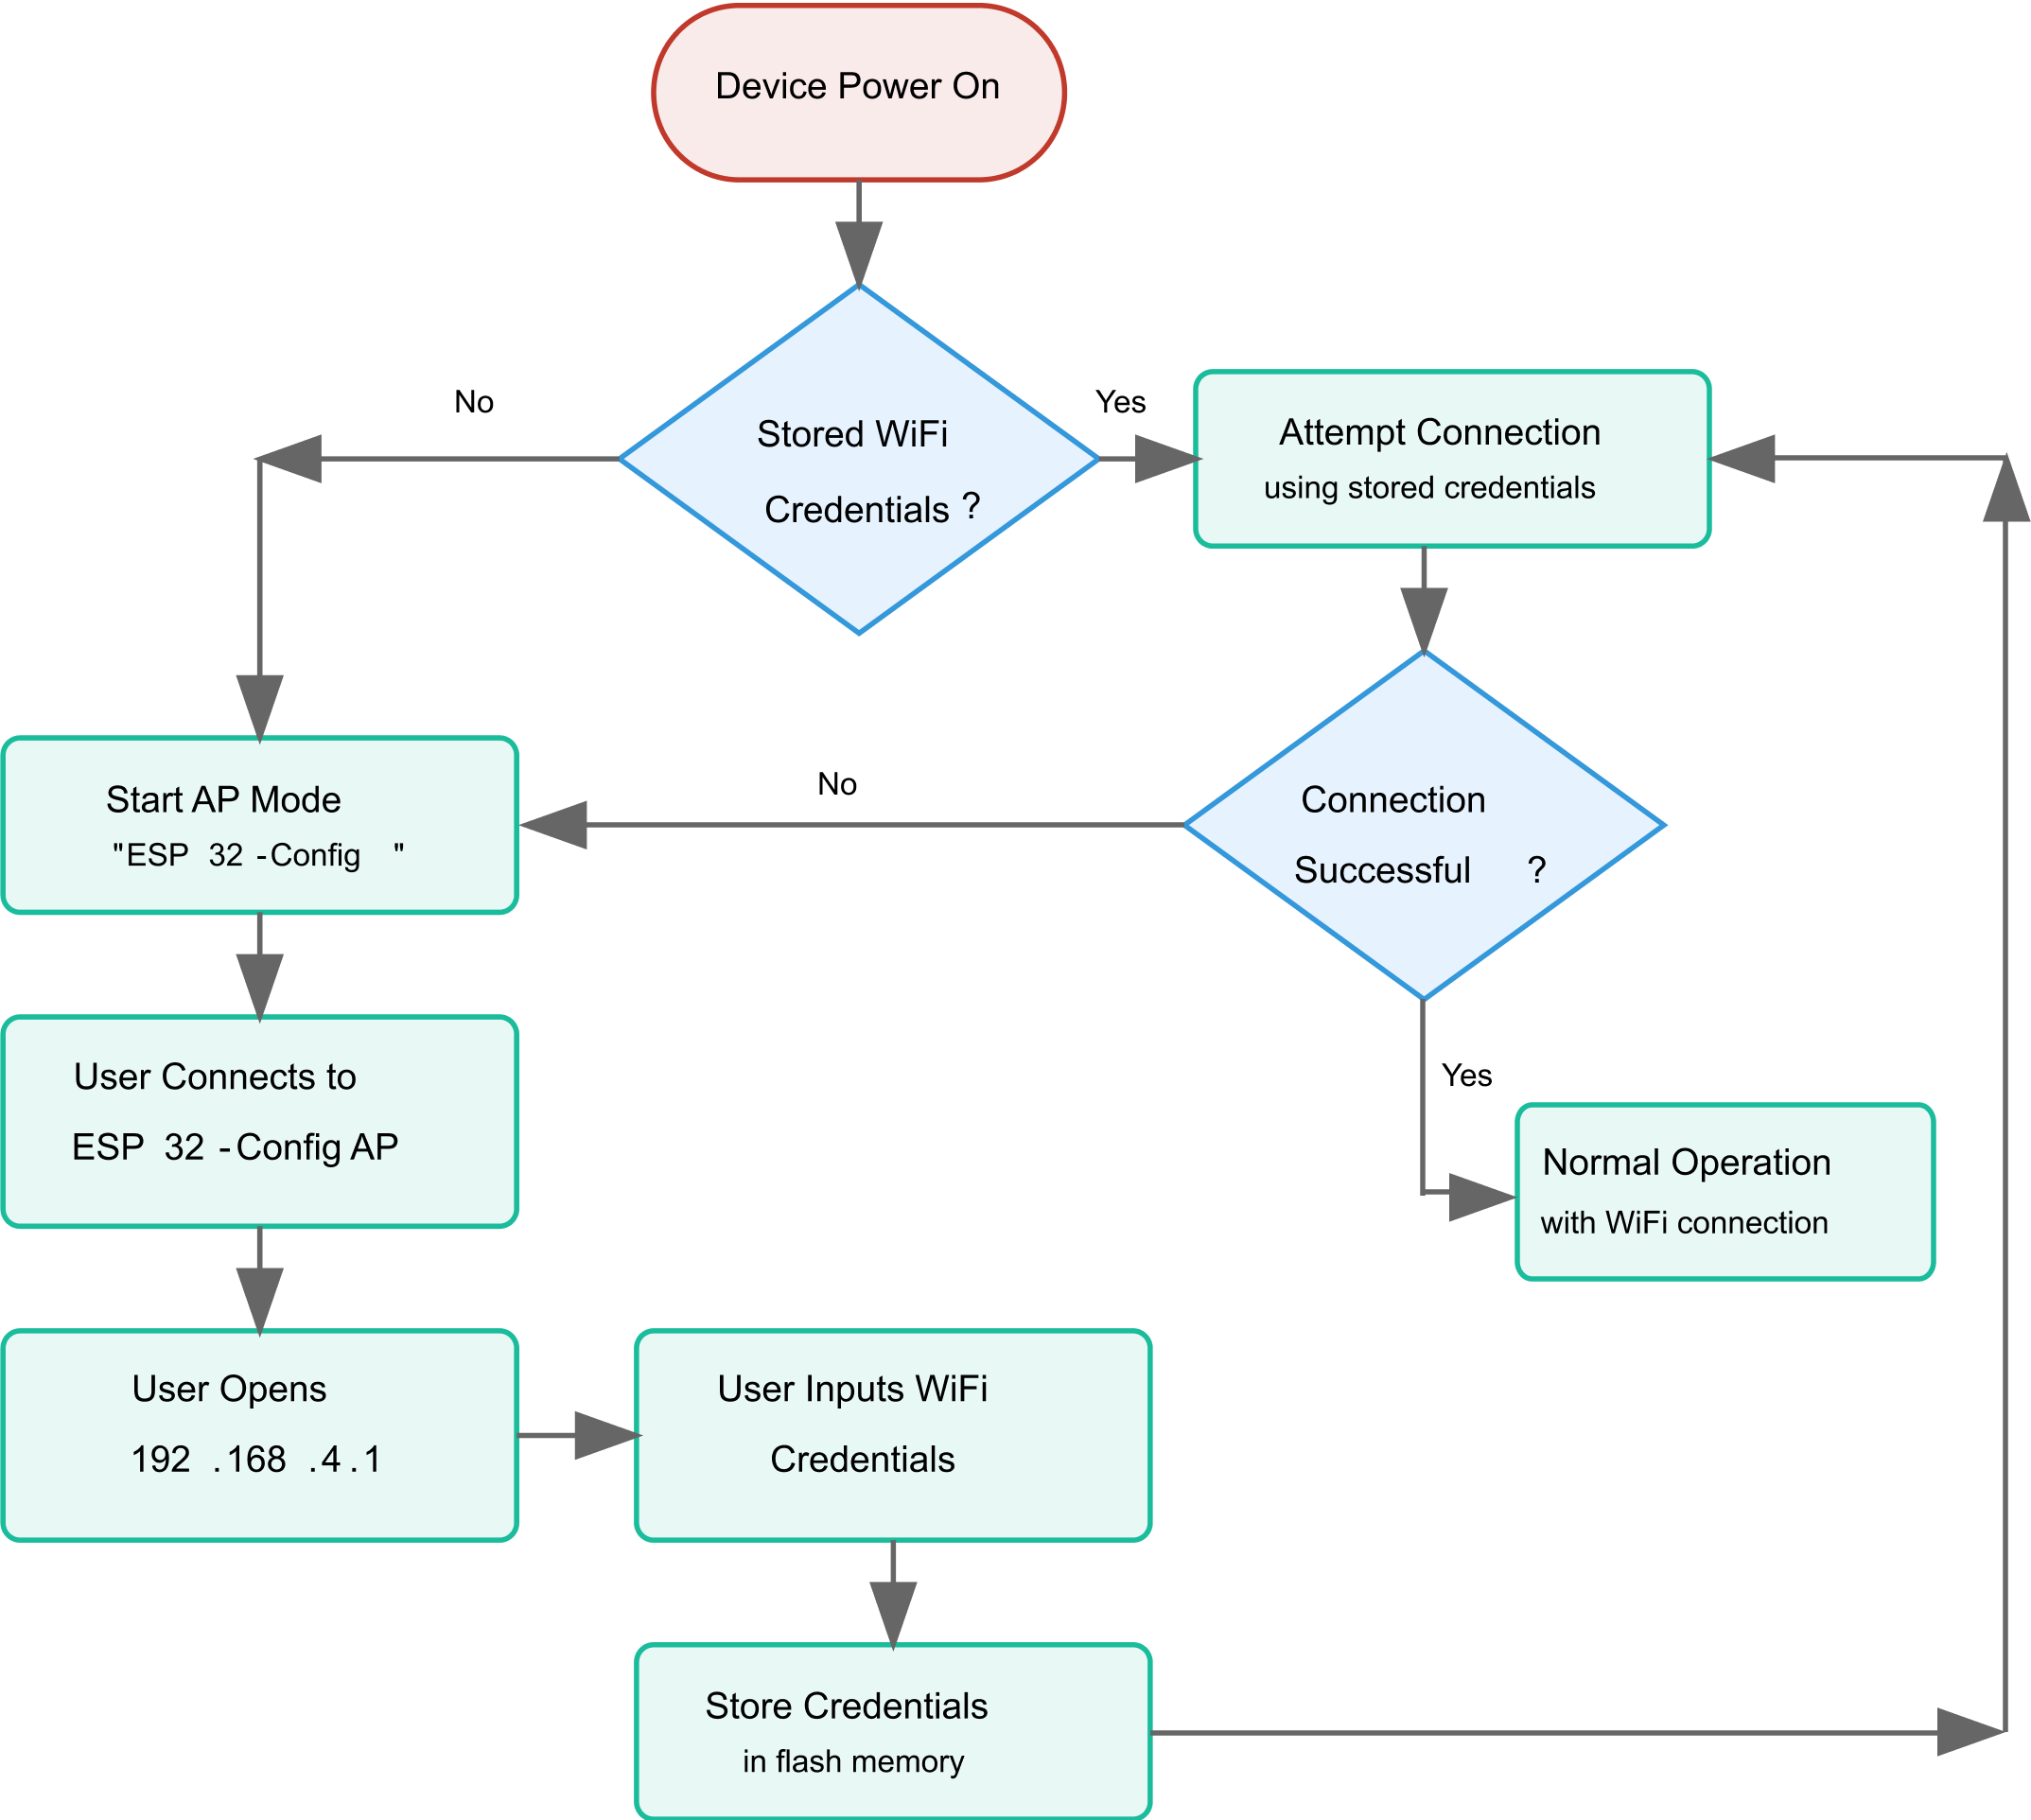 Device Power On
No
Yes
Stored WiFi
Credentials ?
Attempt Connection
using stored credentials
No
Start AP Mode
"ESP 32 -Config "
Connection
Successful ?
User Connects to
ESP 32 -Config AP
Yes
Normal Operation
with WiFi connection
User Opens
192 .168 .4 .1
User Inputs WiFi
Credentials
Store Credentials
in flash memory